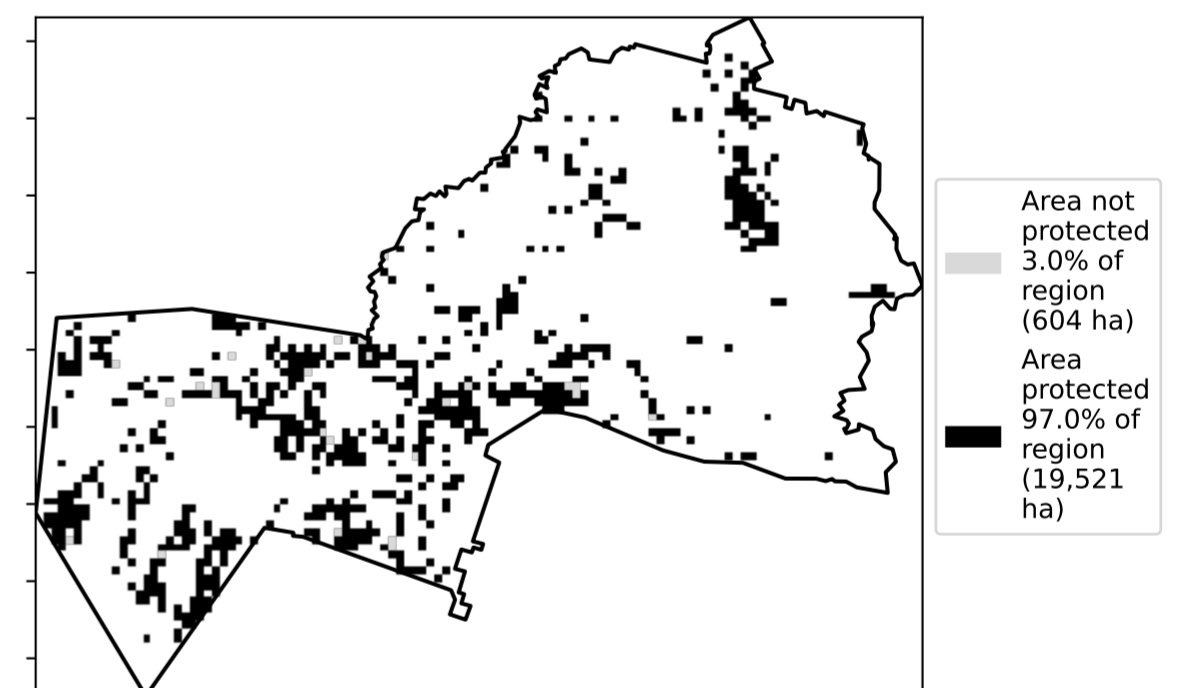 Area not
protected
3.0% of
region
(604 ha)
Area
protected
97.0% of
region
(19,521
ha)